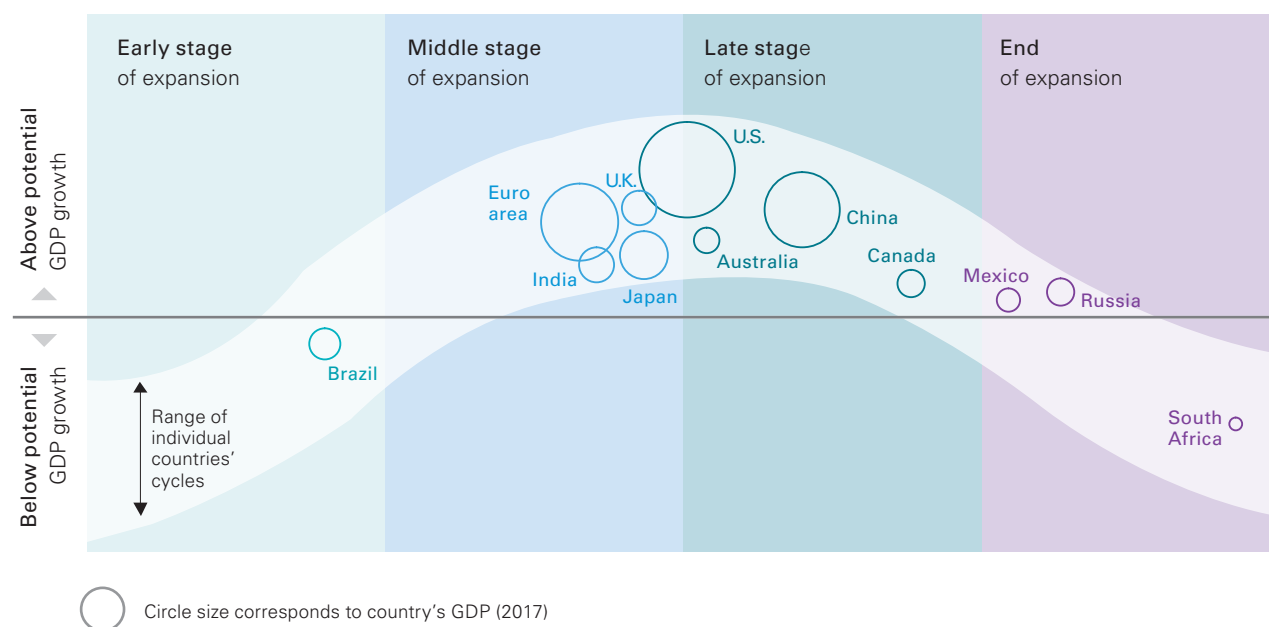 Early stage
of expansion
Middle stage
of expansion
Late stage
of expansion
End
of expansion
Above potential
GDP growth
Below potential
GDP growth
U.S.
U.K.
Euro
area
China
India
Japan
Australia
Canada
Mexico
Russia
Brazil
Range of
individual
countries’
cycles
South
Africa
Circle size corresponds to country’s GDP (2017)